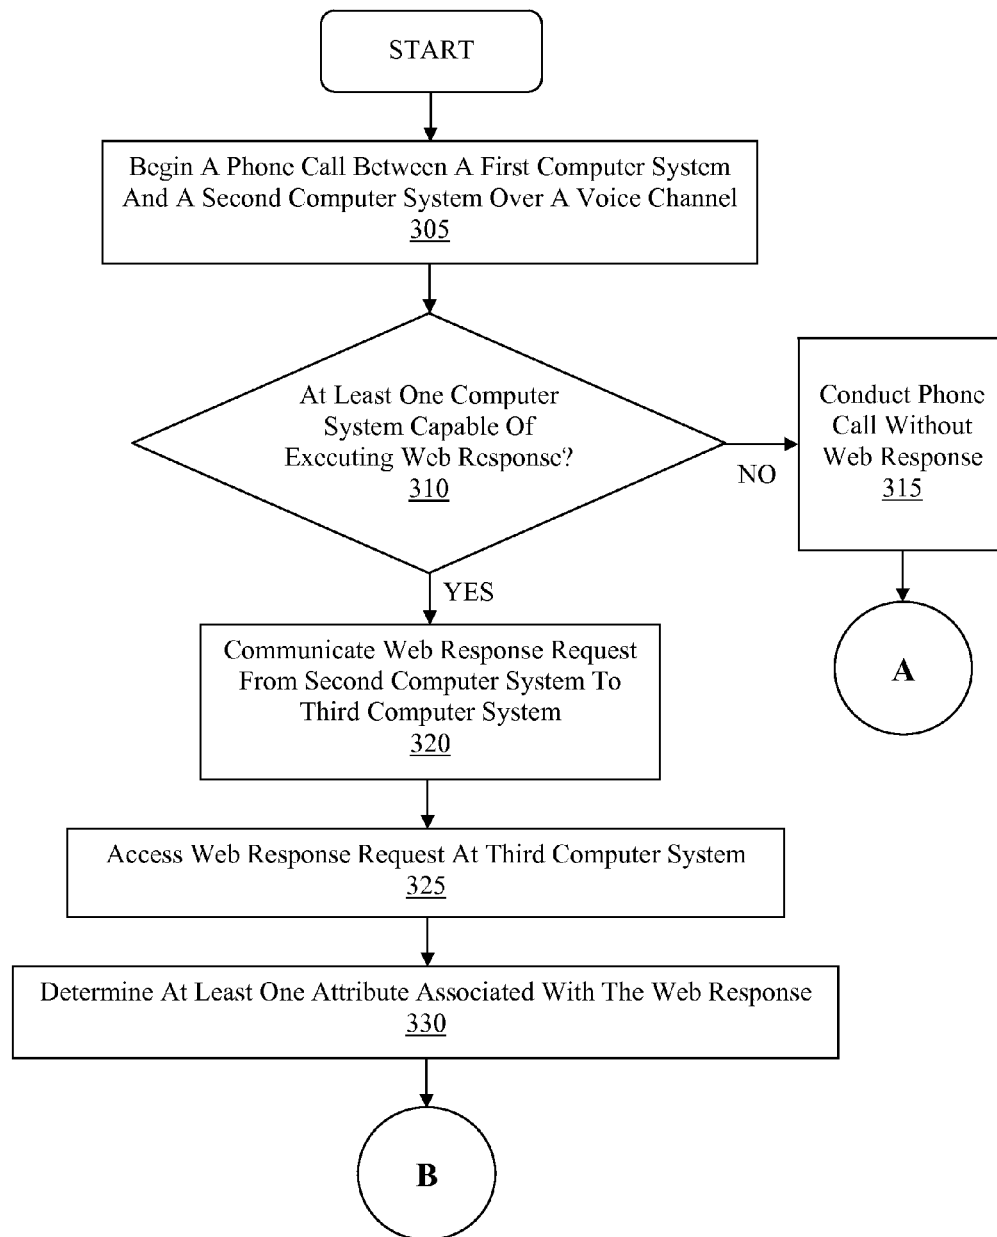 START
Begin A Phone Call Between A First Computer System
And A Second Computer System Over A Voice Channel
305
At Least One Computer
System Capable Of
Executing Web Response?
310
NO
Conduct Phone
Call Without
Web Response
315
A
YES
Communicate Web Response Request
From Second Computer System To
Third Computer System
320
Access Web Response Request At Third Computer System
325
Determine At Least One Attribute Associated With The Web Response
330
B